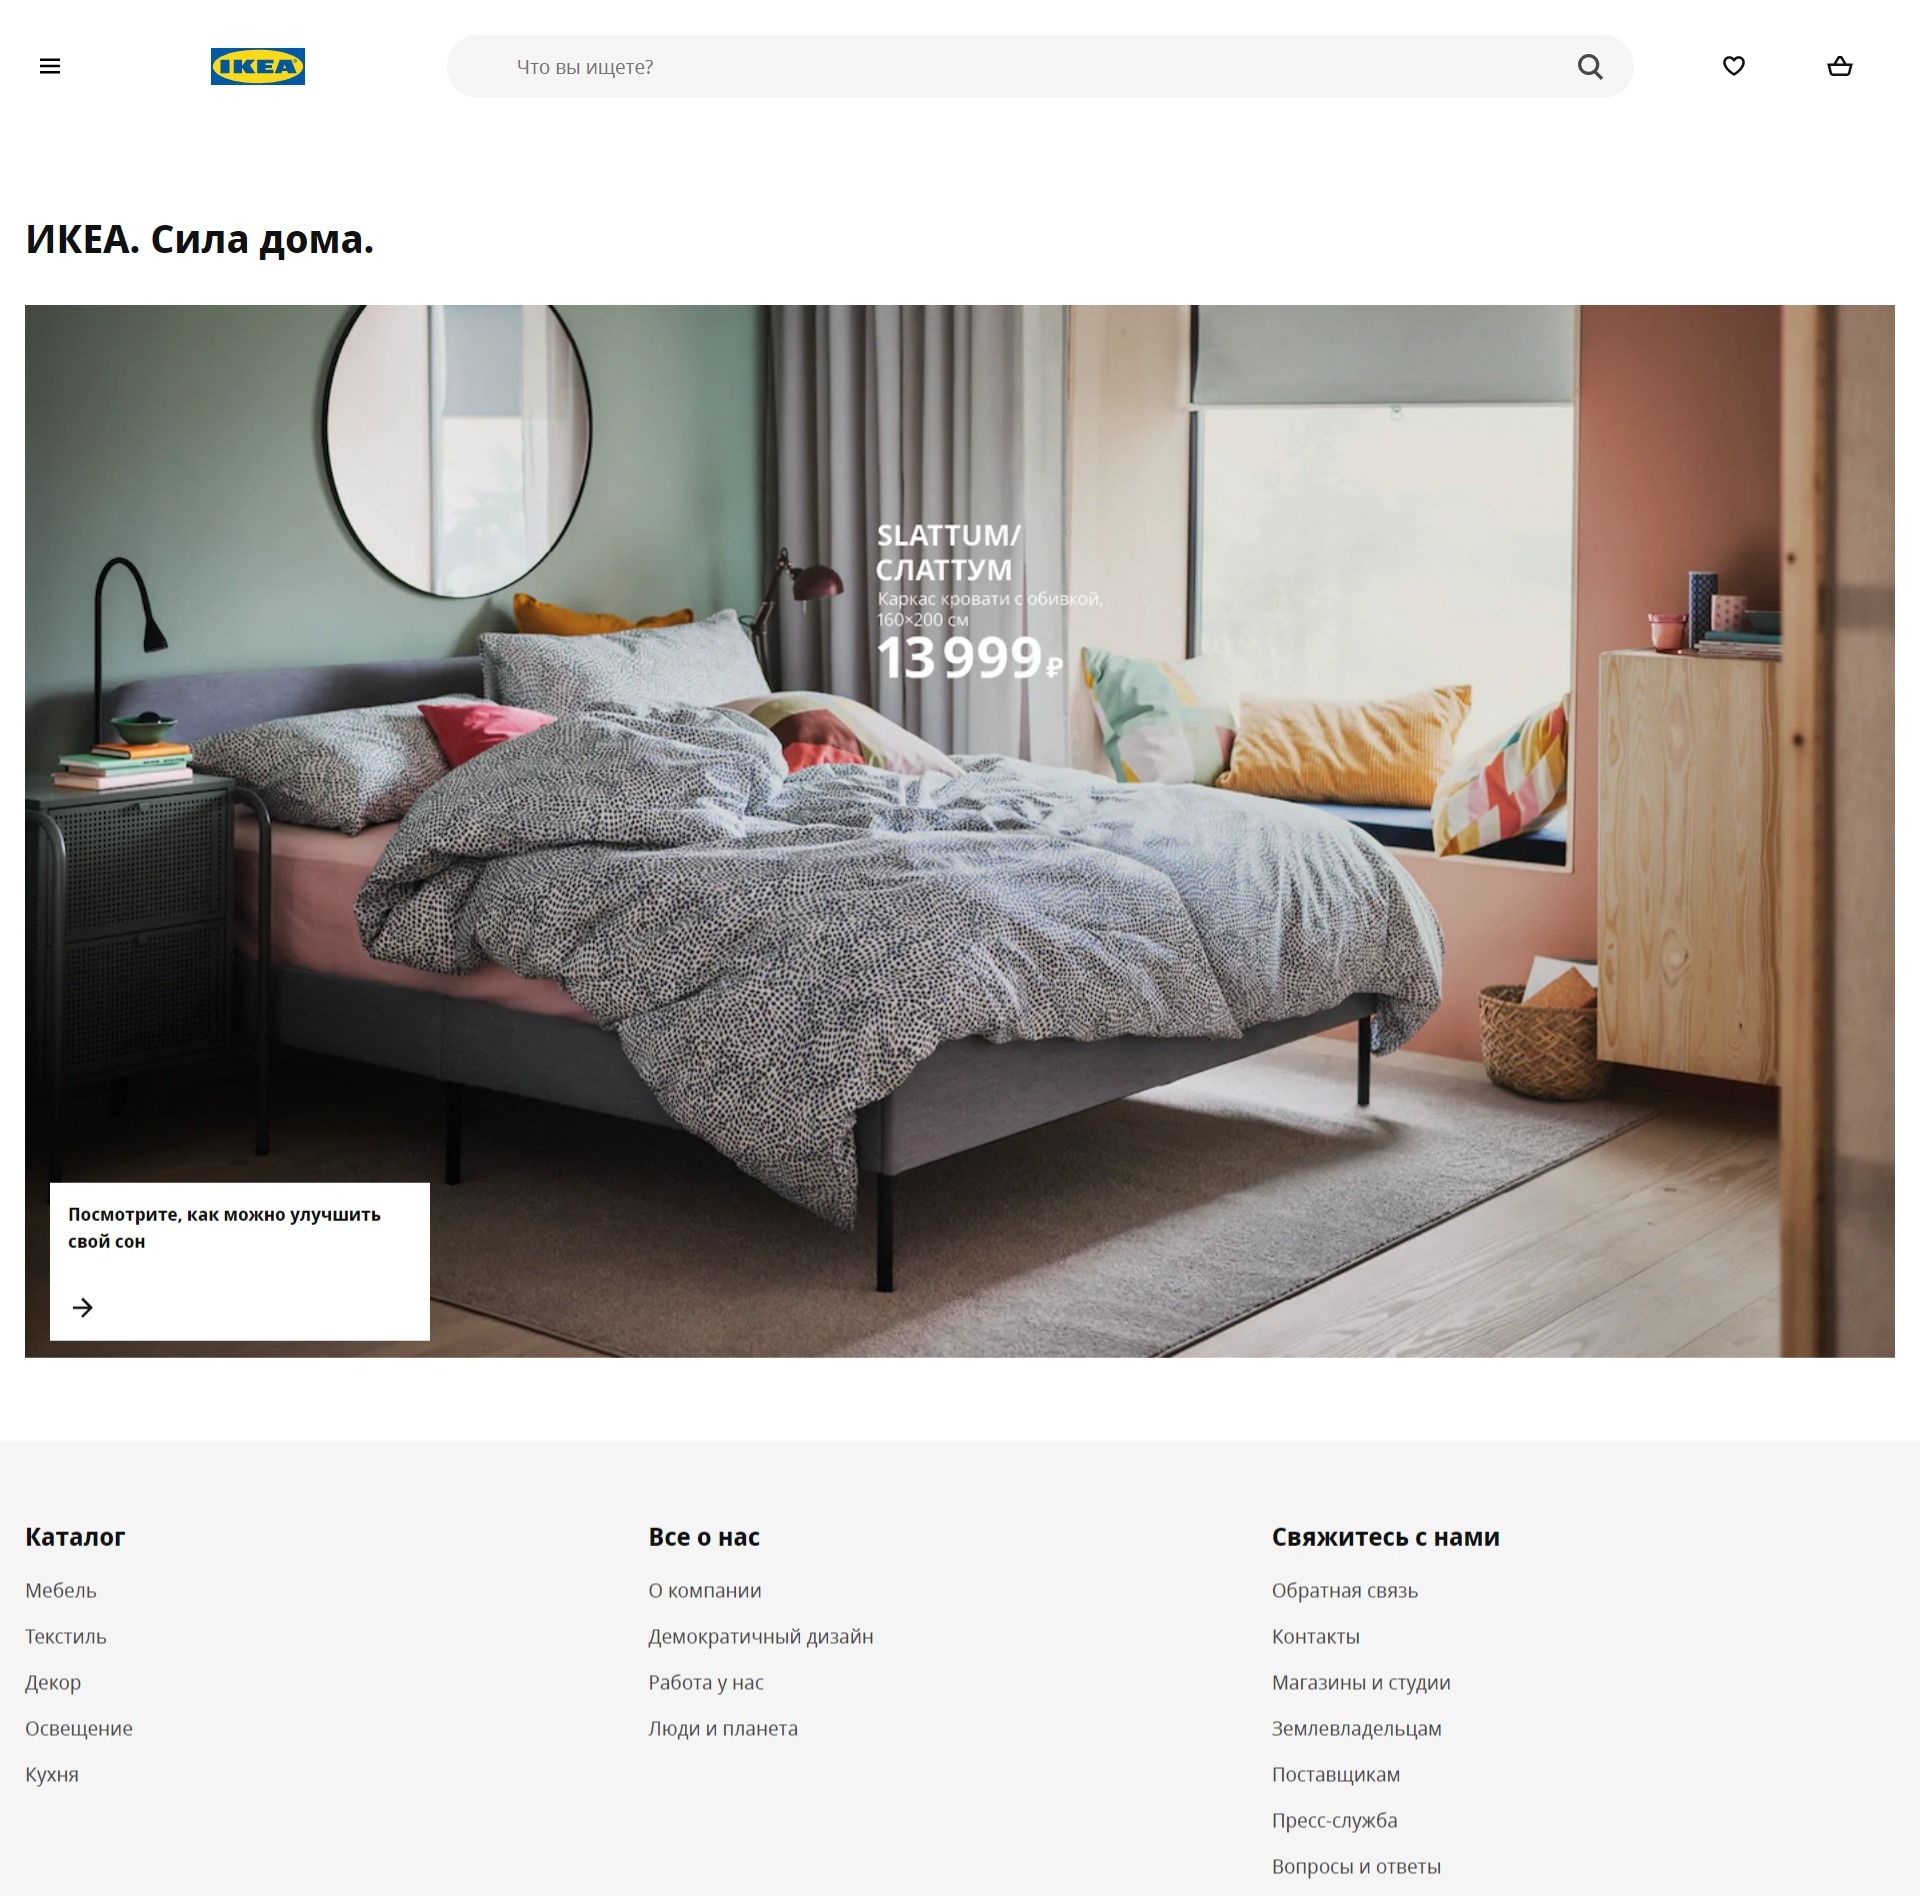 IKEA
Что вы ищете?
ИКЕА. Сила дома.
SLATTUM/
СЛАТТУМ
Каркас кровати с обивкой,
160×200 см
13 999 ₽
Посмотрите, как можно улучшить
свой сон
Каталог
Мебель
Текстиль
Декор
Освещение
Кухня
Все о нас
О компании
Демократичный дизайн
Работа у нас
Люди и планета
Свяжитесь с нами
Обратная связь
Контакты
Магазины и студии
Землевладельцам
Поставщикам
Пресс-служба
Вопросы и ответы